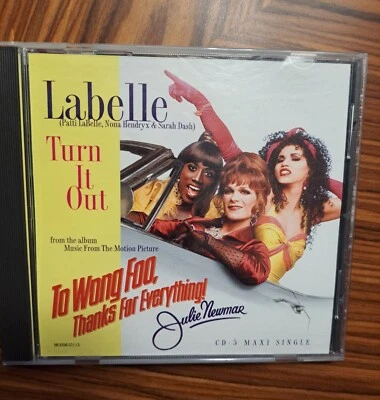 Labelle
(Patti LaBelle, Nona Hendryx & Sarah Dash)
Turn
It
Out
from the album
Music From The Motion Picture
To Wong Foo,
Thanks For Everything!
Julie Newmar
CD-5 MAXI SINGLE